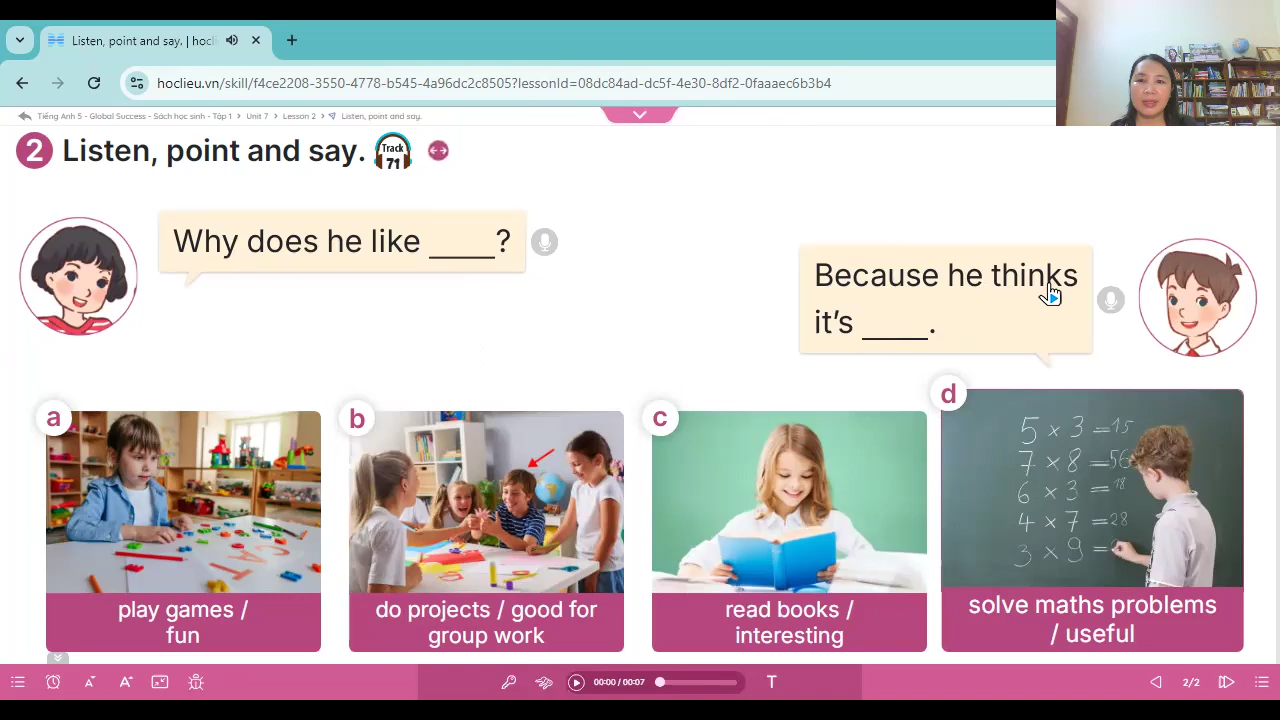 Listen, point and say. | hocli
hoclieu.vn/skill/f4ce2208-3550-4778-b545-4a96dc2c8505?lessonId=08dc84ad-dc5f-4e30-8df2-0faaaec6b3b4
Tiếng Anh 5 - Global Success - Sách học sinh - Tập 1 > Unit 7 > Lesson 2 > Listen, point and say.
2 Listen, point and say. Track 71
Why does he like _____?
Because he thinks
it's _____.
a
b
c
d
5 × 3 = 15
7 × 8 = 56
6 × 3 = 18
4 × 7 = 28
3 × 9 =
play games /
fun
do projects / good for
group work
read books /
interesting
solve maths problems
/ useful
00:00 / 00:07
T
2/2